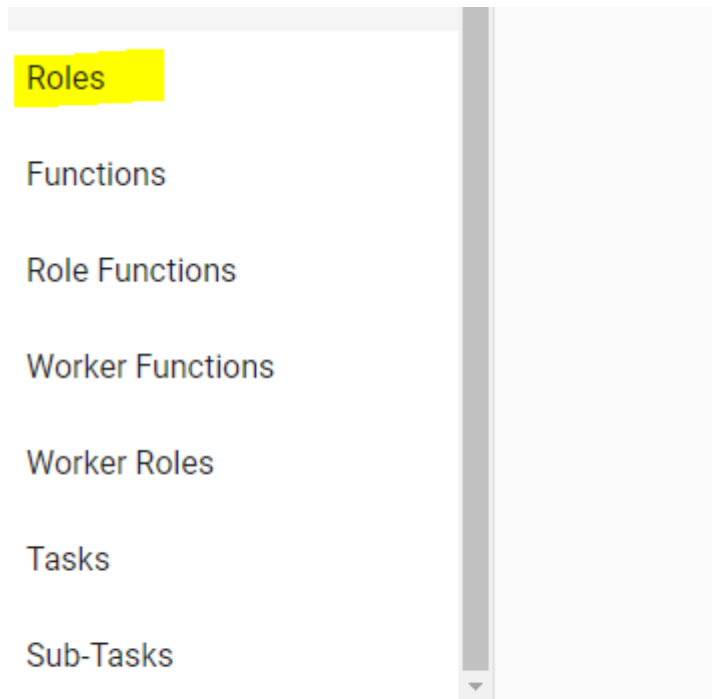 Roles
Functions
Role Functions
Worker Functions
Worker Roles
Tasks
Sub-Tasks